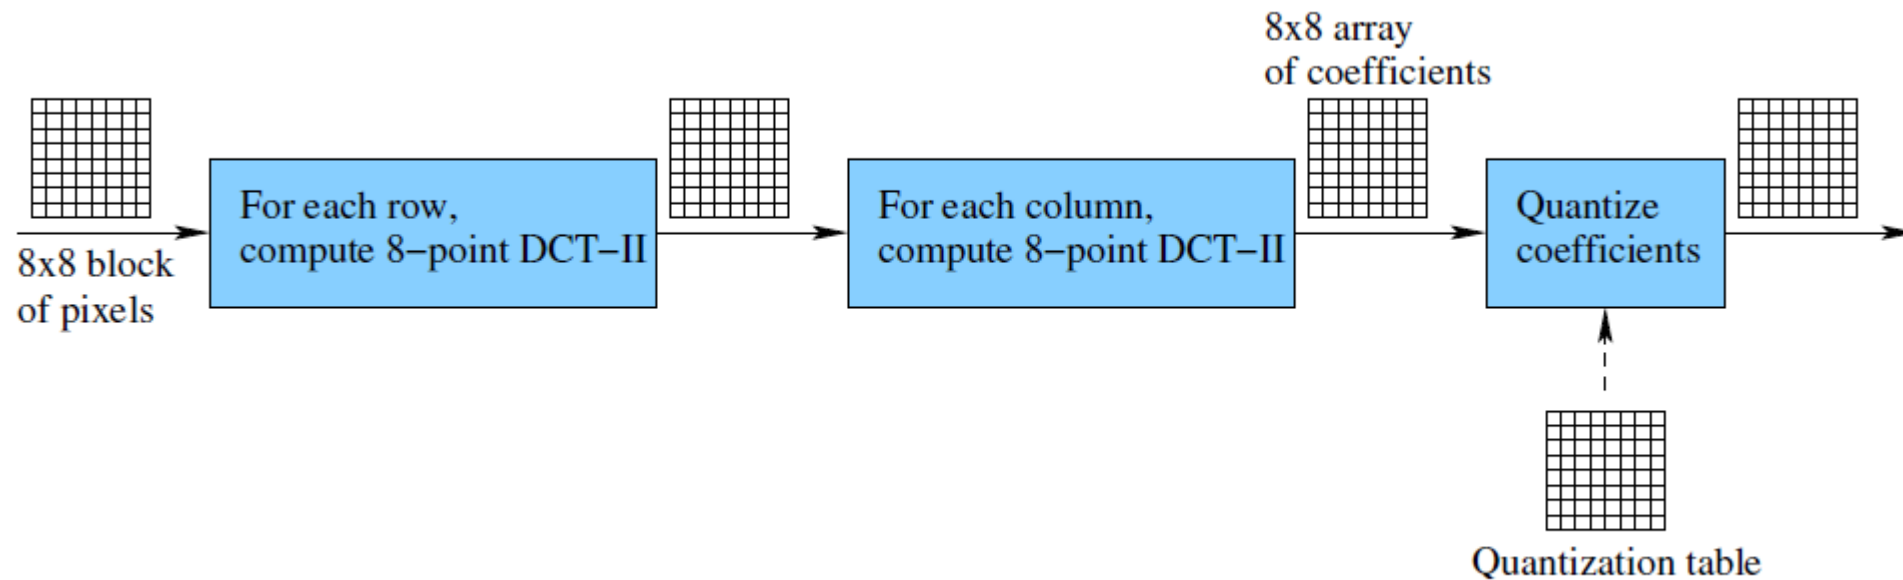 8x8 block
of pixels
For each row,
compute 8–point DCT–II
For each column,
compute 8–point DCT–II
8x8 array
of coefficients
Quantize
coefficients
Quantization table